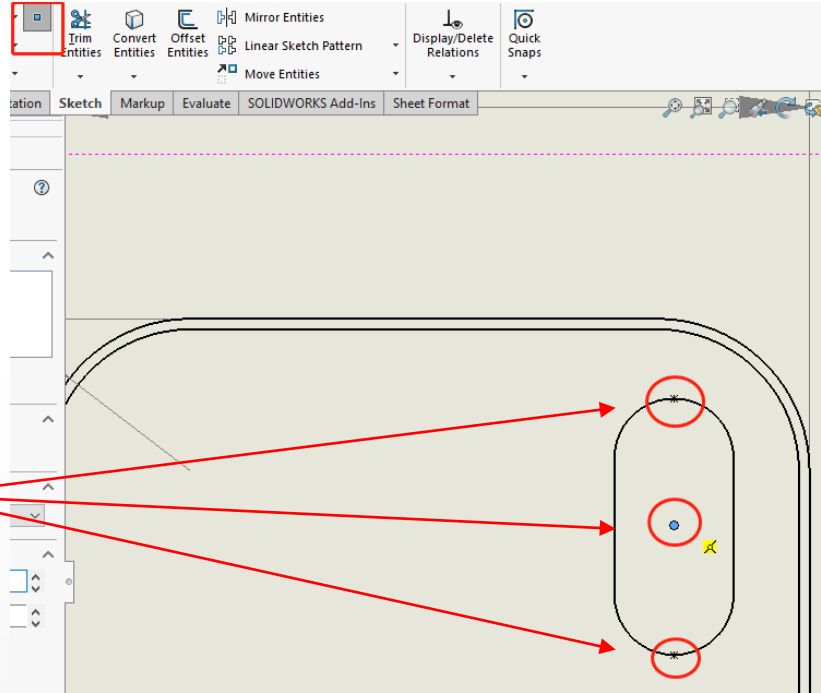 Mirror Entities
Trim
Entities
Convert
Entities
Offset
Entities
Linear Sketch Pattern
Move Entities
Display/Delete
Relations
Quick
Snaps
Sketch
Markup
Evaluate
SOLIDWORKS Add-Ins
Sheet Format